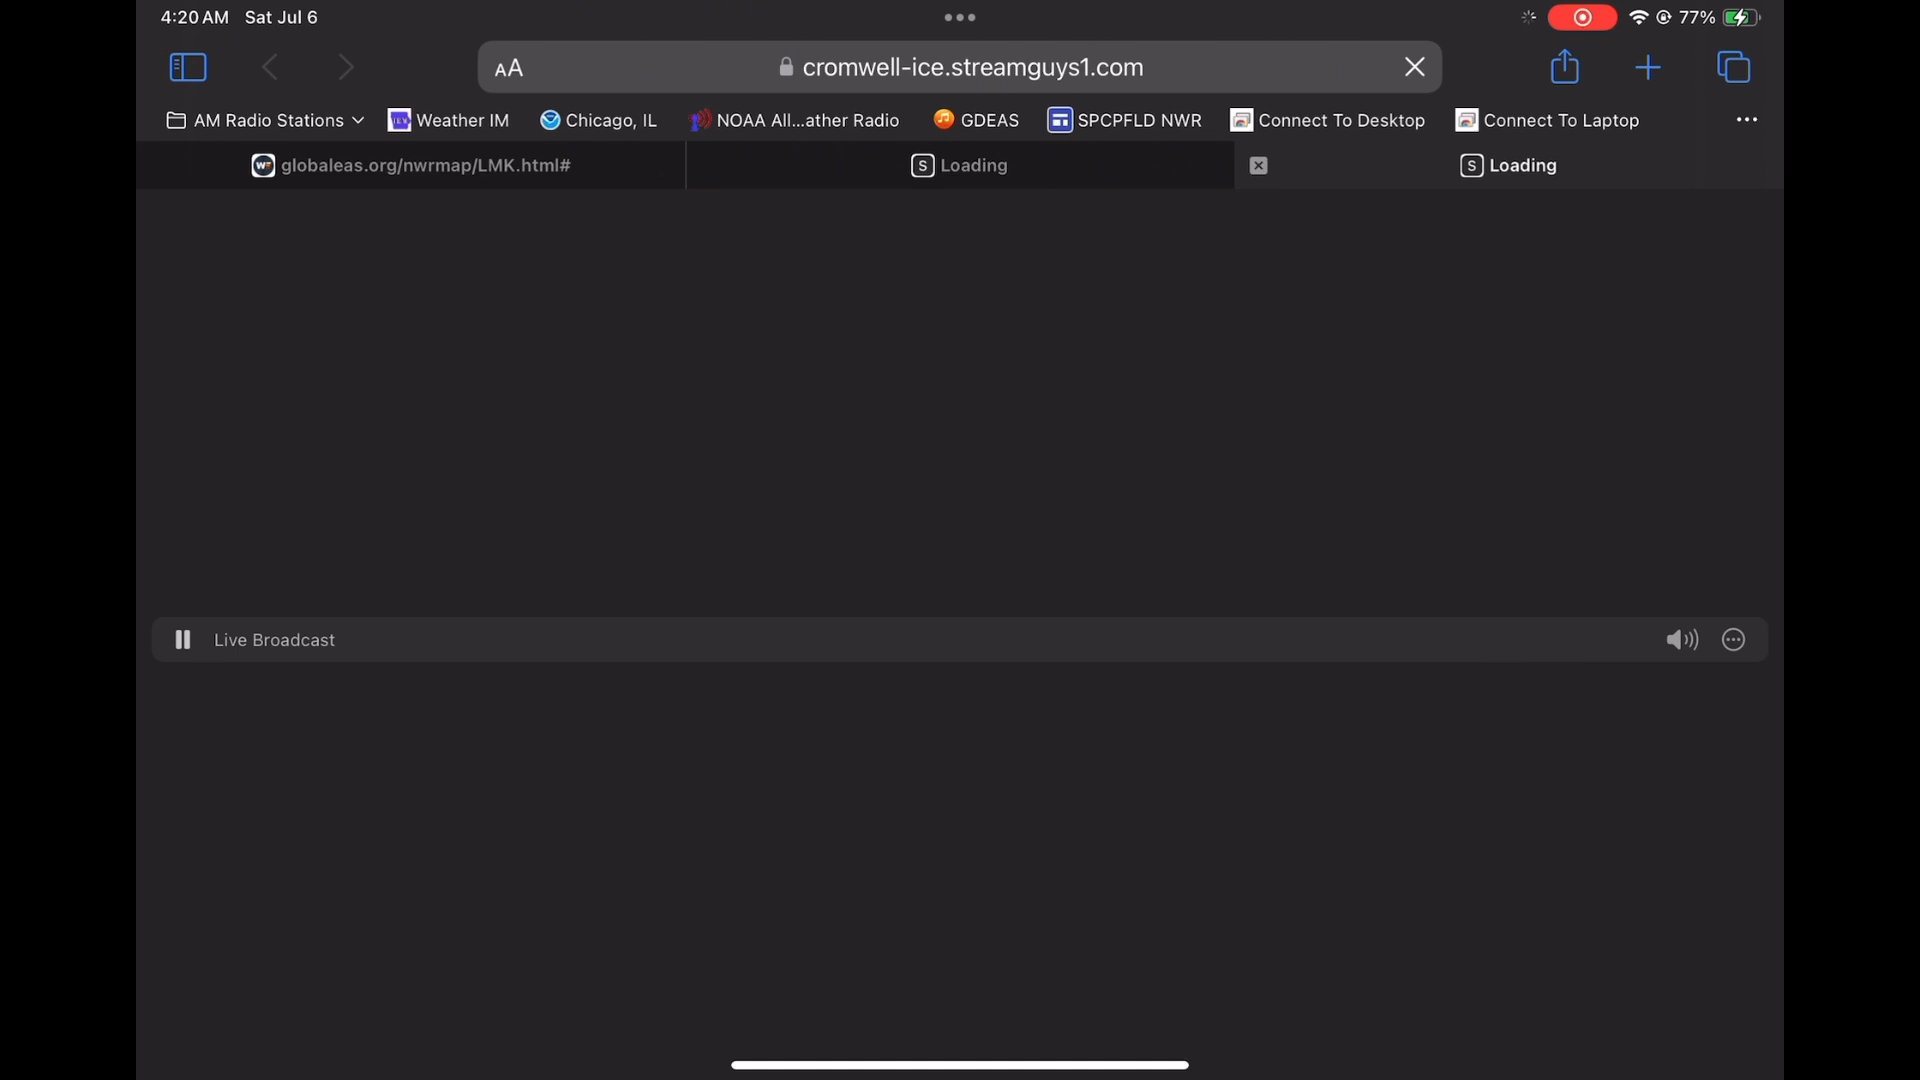 4:20 AM Sat Jul 6
77%
AA cromwell-ice.streamguys1.com
AM Radio Stations Weather IM Chicago, IL NOAA All...ather Radio GDEAS SPCPFLD NWR Connect To Desktop Connect To Laptop
globaleas.org/nwrmap/LMK.html# S Loading S Loading
Live Broadcast